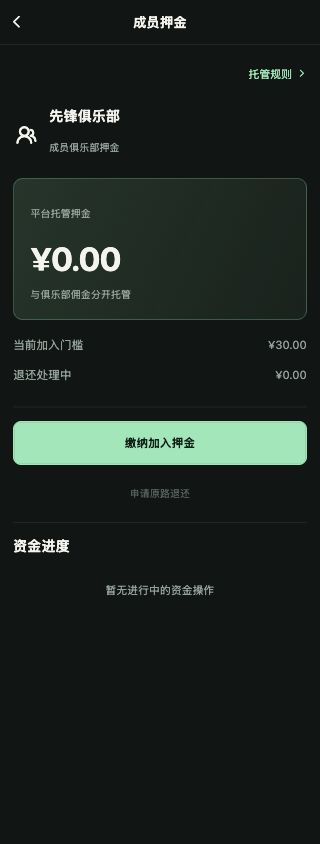 成员押金
托管规则
先锋俱乐部
成员俱乐部押金
平台托管押金
¥0.00
与俱乐部佣金分开托管
当前加入门槛 ¥30.00
退还处理中 ¥0.00
缴纳加入押金
申请原路退还
资金进度
暂无进行中的资金操作